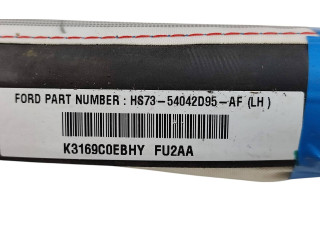 FORD PART NUMBER : HS73-54042D95-AF (LH )
K3169C0EBHY FU2AA